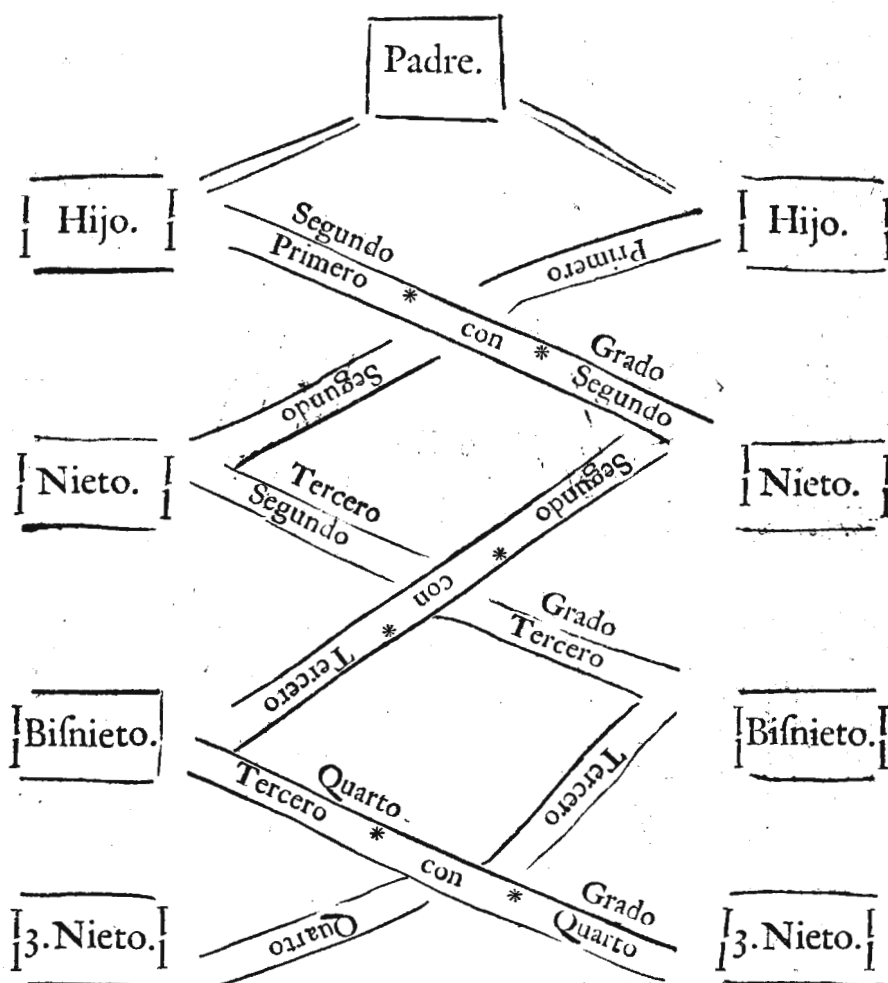 Padre.
Hijo.
Hijo.
Segundo Grado
Primero * con * Segundo
Primero
Segundo
Nieto.
Nieto.
Tercero Grado
Segundo Tercero
Segundo * con * Tercero
Biſnieto.
Biſnieto.
Quarto Grado
Tercero * con * Quarto
Tercero
Quarto
3.Nieto.
3.Nieto.